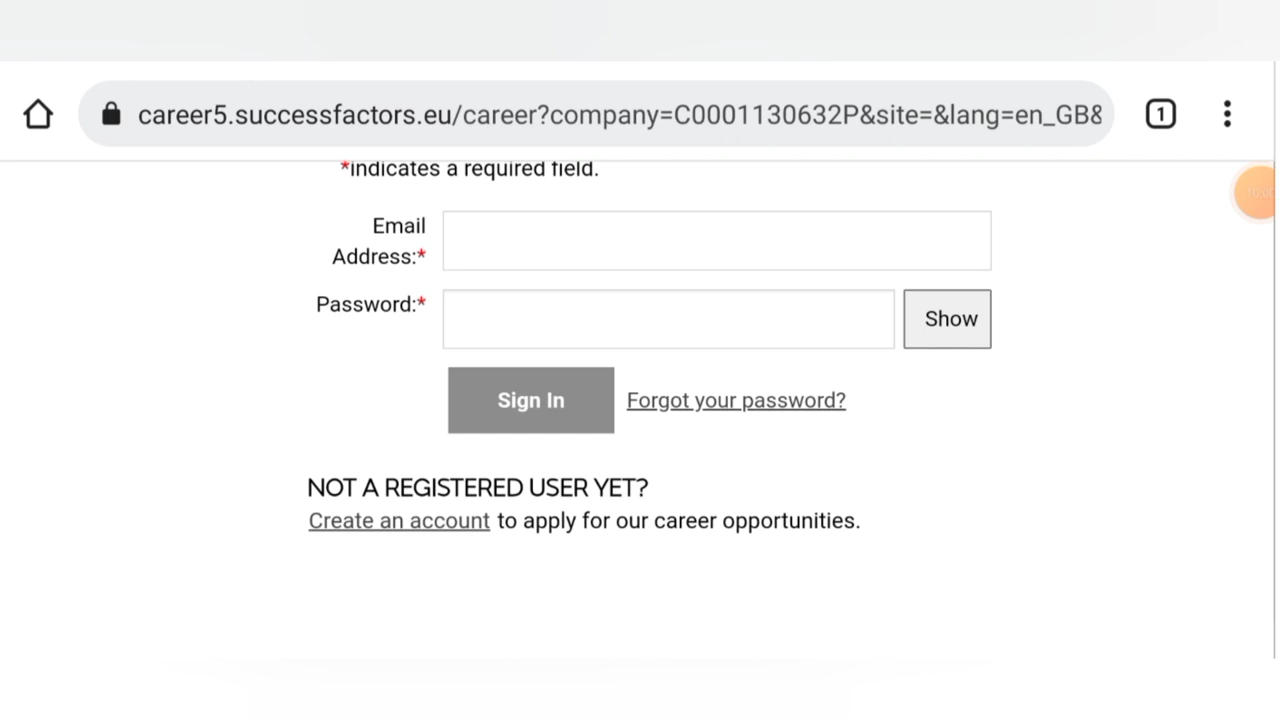 career5.successfactors.eu/career?company=C0001130632P&site=&lang=en_GB&
1
*indicates a required field.
Email
Address:*
Password:*
Show
Sign In
Forgot your password?
NOT A REGISTERED USER YET?
Create an account to apply for our career opportunities.